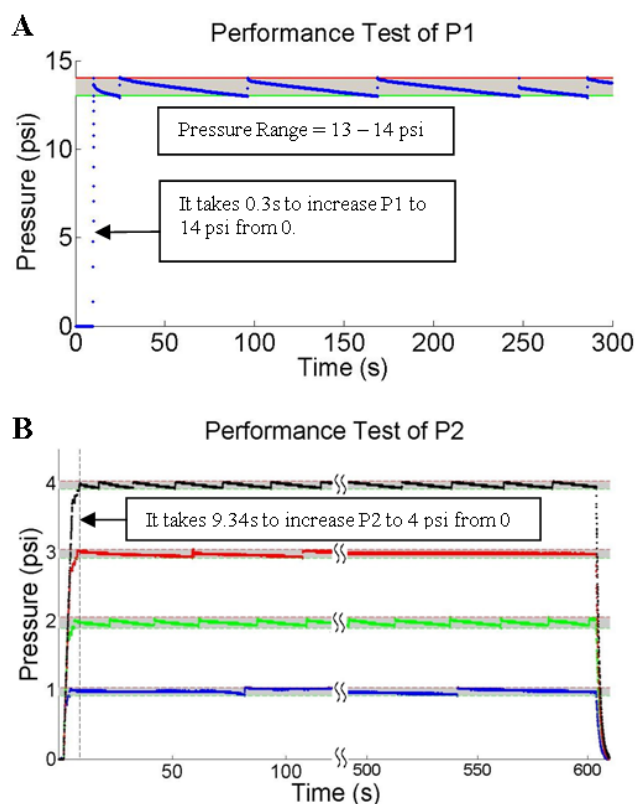 A
Performance Test of P1
15
10
5
0
Pressure (psi)
Pressure Range = 13 – 14 psi
It takes 0.3s to increase P1 to
14 psi from 0.
0 50 100 150 200 250 300
Time (s)
B
Performance Test of P2
4
3
2
1
0
Pressure (psi)
It takes 9.34s to increase P2 to 4 psi from 0
50 100 500 550 600
Time (s)